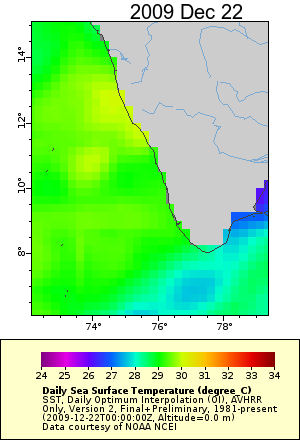 2009 Dec 22
14°
12°
10°
8°
74°
76°
78°
24 25 26 27 28 29 30 31 32 33 34
Daily Sea Surface Temperature (degree_C)
SST, Daily Optimum Interpolation (OI), AVHRR
Only, Version 2, Final+Preliminary, 1981-present
(2009-12-22T00:00:00Z, Altitude=0.0 m)
Data courtesy of NOAA NCEI